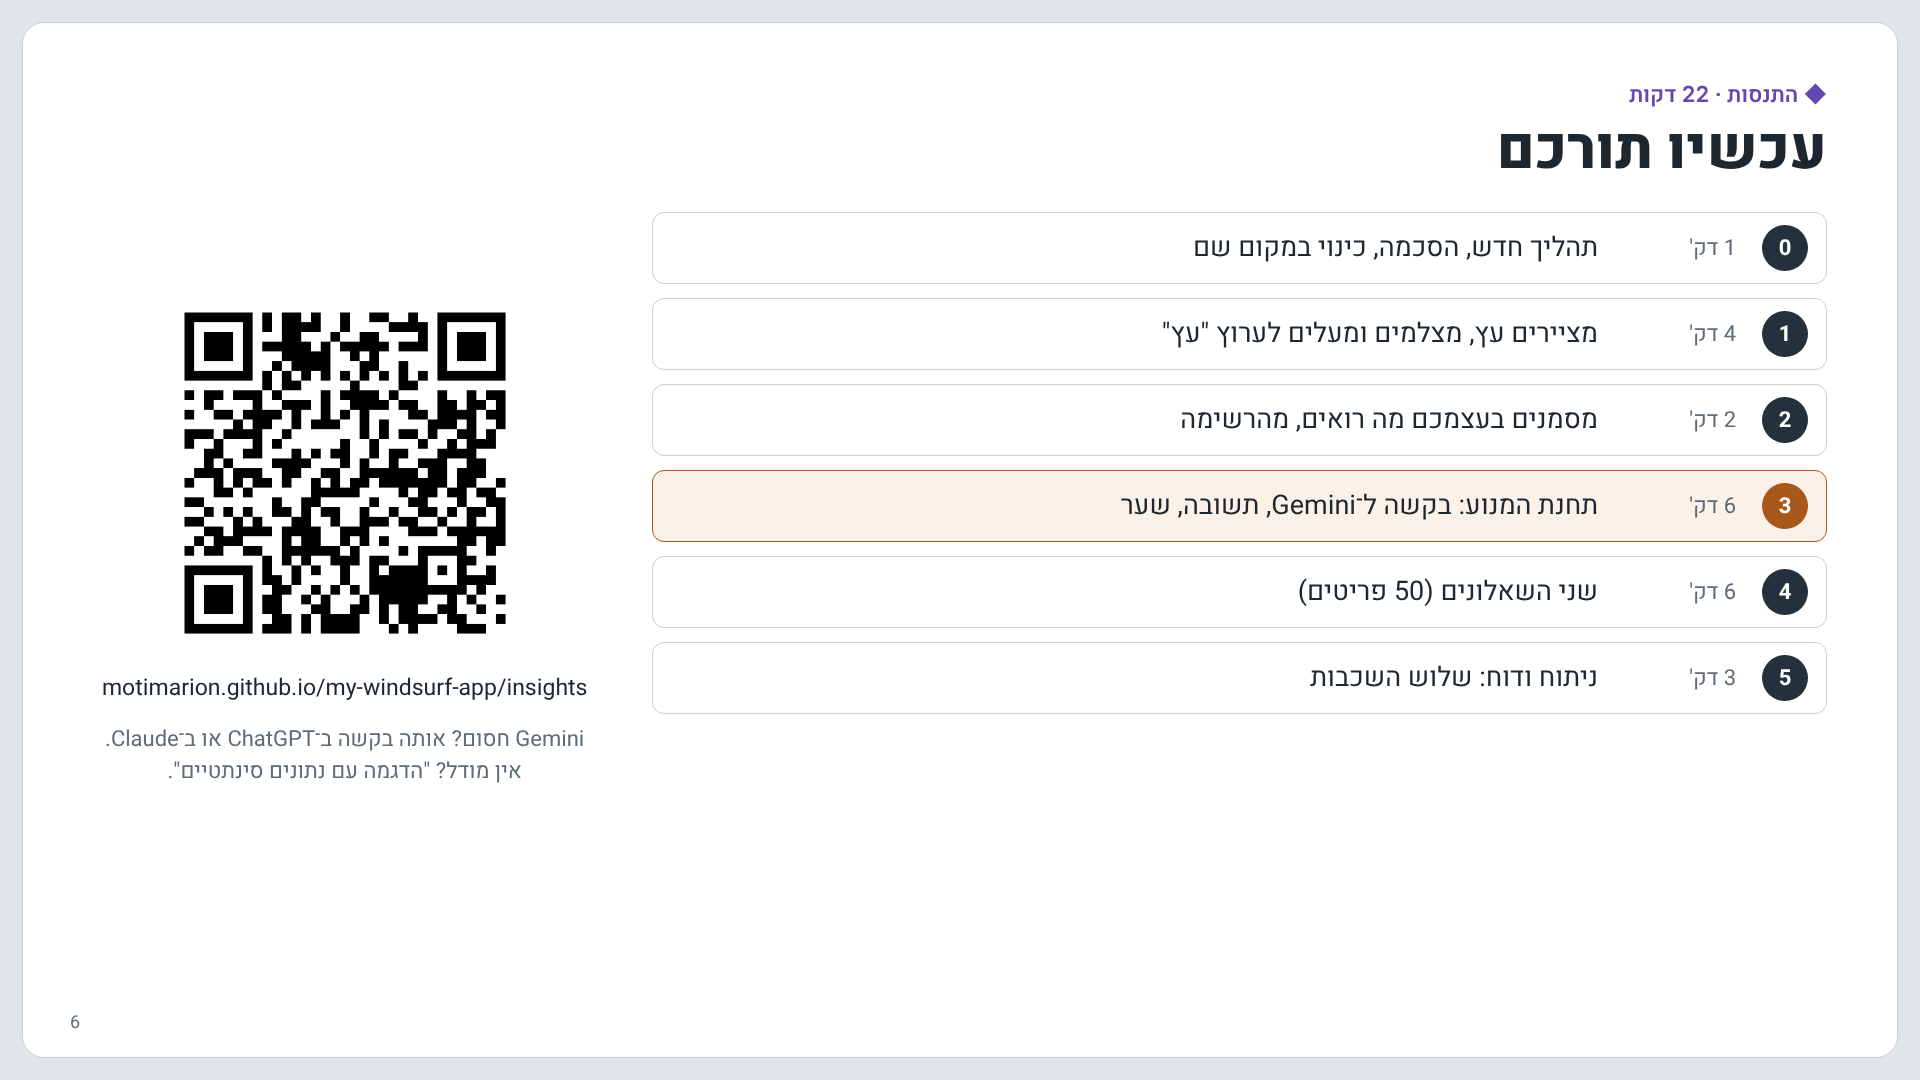 התנסות · 22 דקות
עכשיו תורכם
0 1 דק' תהליך חדש, הסכמה, כינוי במקום שם
1 4 דק' מציירים עץ, מצלמים ומעלים לערוץ "עץ"
2 2 דק' מסמנים בעצמכם מה רואים, מהרשימה
3 6 דק' תחנת המנוע: בקשה ל־Gemini, תשובה, שער
4 6 דק' שני השאלונים (50 פריטים)
5 3 דק' ניתוח ודוח: שלוש השכבות
motimarion.github.io/my-windsurf-app/insights
Gemini חסום? אותה בקשה ב־ChatGPT או ב־Claude.
אין מודל? "הדגמה עם נתונים סינתטיים".
6